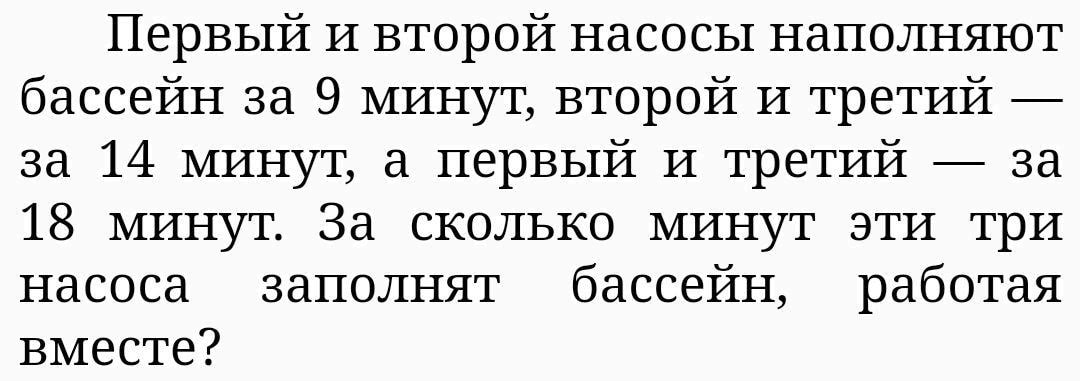 Первый и второй насосы наполняют
бассейн за 9 минут, второй и третий —
за 14 минут, а первый и третий — за
18 минут. За сколько минут эти три
насоса заполнят бассейн, работая
вместе?